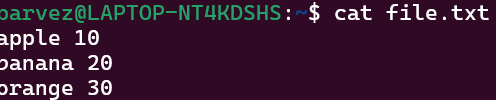 parvez@LAPTOP-NT4KDSHS:~$ cat file.txt
apple 10
banana 20
orange 30